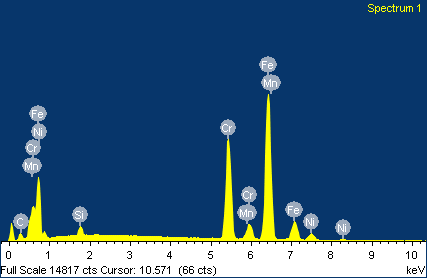 Spectrum 1
Fe
Fe
Mn
Fe
Ni
Cr
Cr
Cr
Mn
C
Si
Mn
Fe
Ni
Ni
0 1 2 3 4 5 6 7 8 9 10
Full Scale 14817 cts Cursor: 10.571 (66 cts) keV